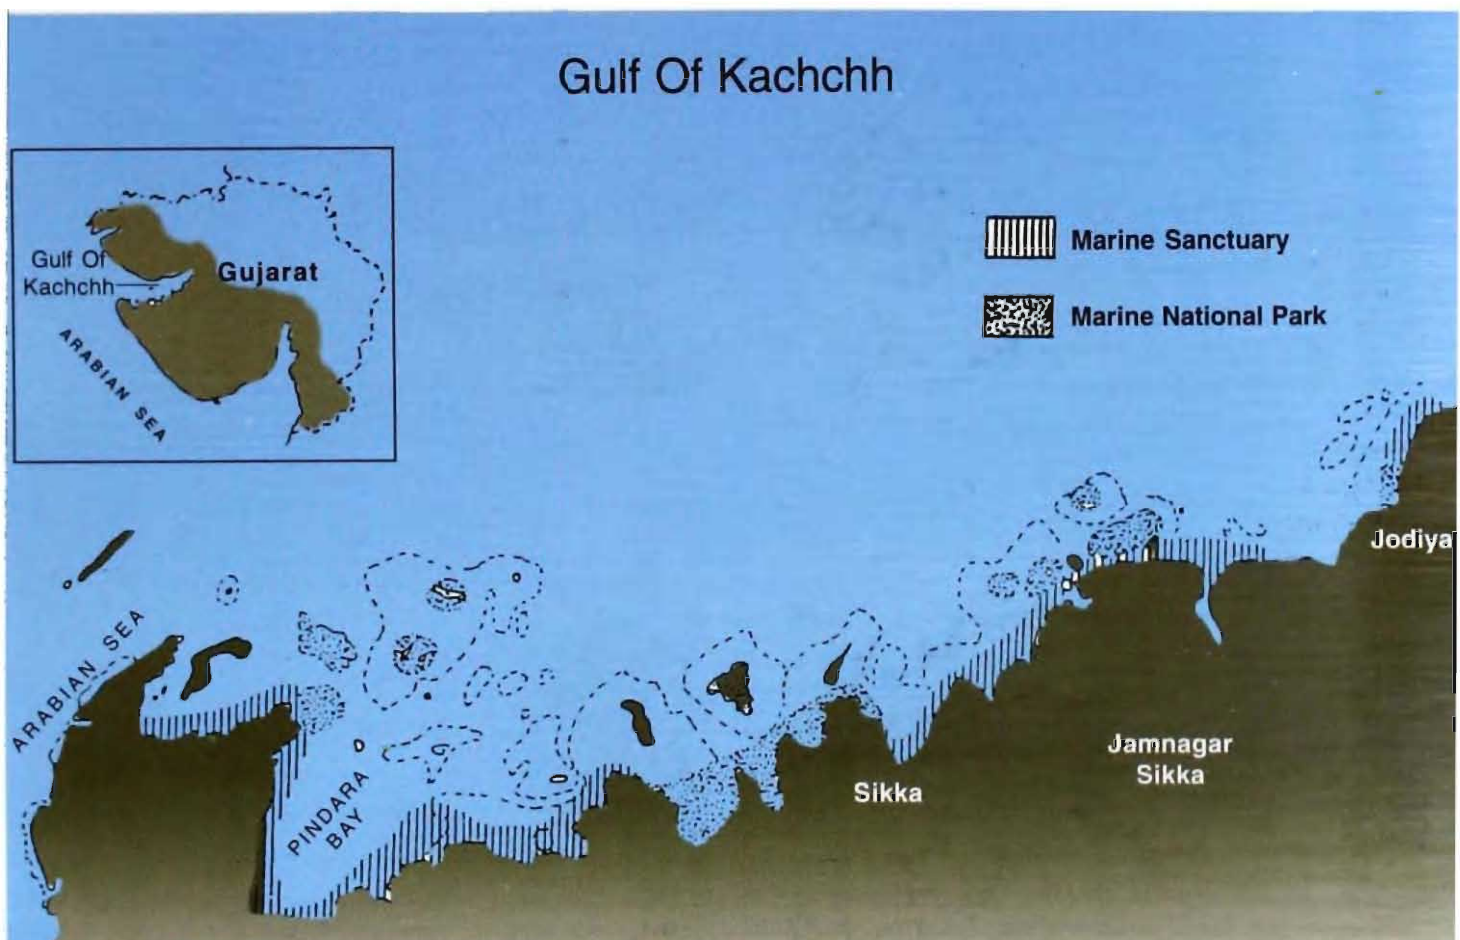 Gulf Of Kachchh
Gulf Of
Kachchh
Gujarat
ARABIAN SEA
Marine Sanctuary
Marine National Park
Jodiya
ARABIAN SEA
PINDARA
BAY
Sikka
Jamnagar
Sikka